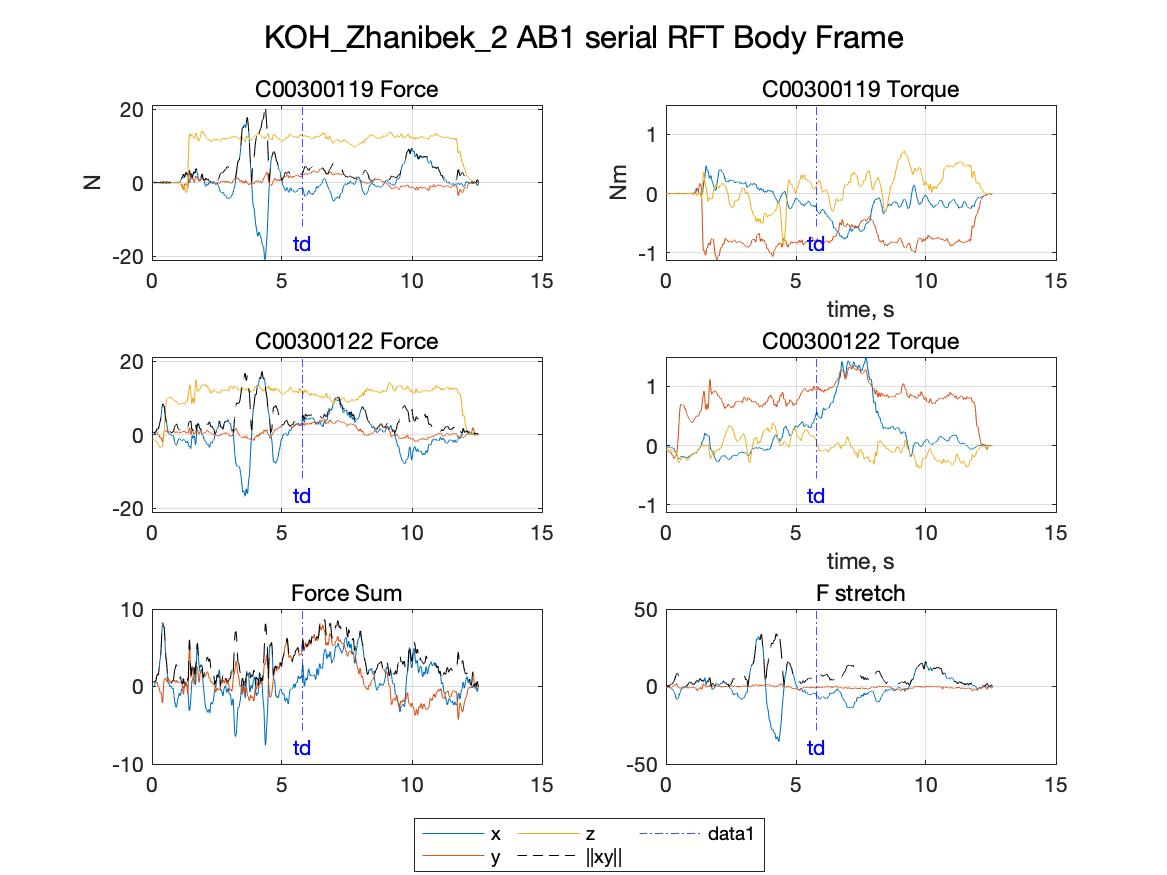 KOH_Zhanibek_2 AB1 serial RFT Body Frame
C00300119 Force
20
0
-20
N
td
0 5 10 15
C00300119 Torque
1
0
-1
Nm
td
0 5 10 15
time, s
C00300122 Force
20
0
-20
td
0 5 10 15
C00300122 Torque
1
0
-1
td
0 5 10 15
time, s
Force Sum
10
0
-10
td
0 5 10 15
F stretch
50
0
-50
td
0 5 10 15
x z data1
y ||xy||